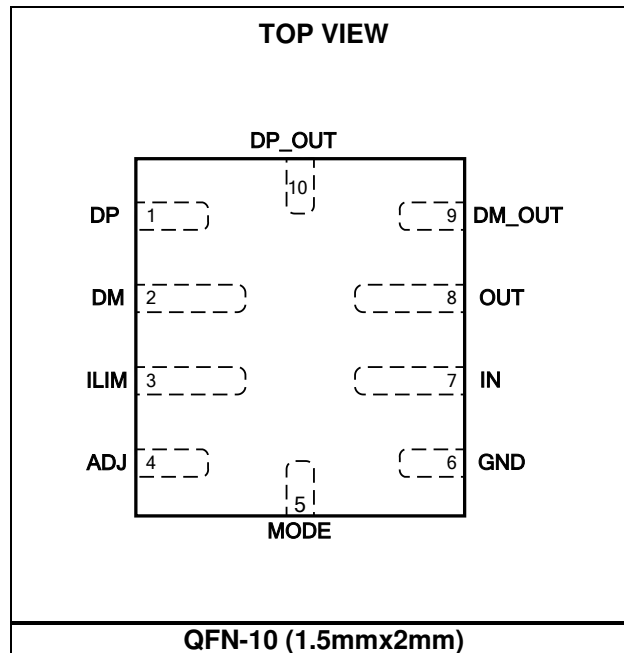 TOP VIEW
DP_OUT
10
DP 1 9 DM_OUT
DM 2 8 OUT
ILIM 3 7 IN
ADJ 4 6 GND
5
MODE
QFN-10 (1.5mmx2mm)